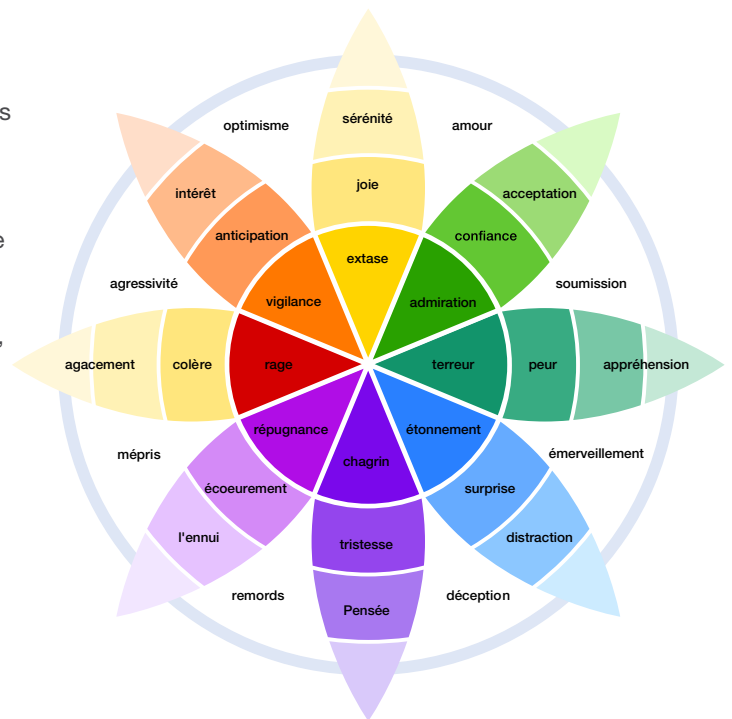 s
sérénité
optimisme
amour
joie
intérêt
acceptation
anticipation
confiance
e
extase
agressivité
soumission
vigilance
admiration
,
agacement
colère
rage
terreur
peur
appréhension
répugnance
étonnement
mépris
émerveillement
chagrin
écoeurement
surprise
l'ennui
tristesse
distraction
remords
déception
Pensée